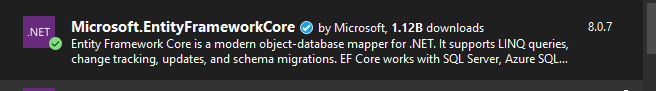 .NET
Microsoft.EntityFrameworkCore by Microsoft, 1.12B downloads 8.0.7
Entity Framework Core is a modern object-database mapper for .NET. It supports LINQ queries,
change tracking, updates, and schema migrations. EF Core works with SQL Server, Azure SQL...